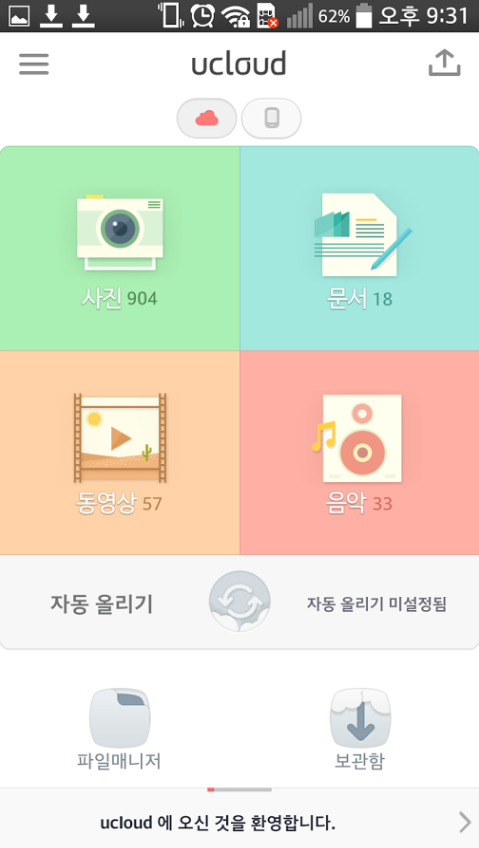 62% 오후 9:31
ucloud
사진 904
문서 18
동영상 57
음악 33
자동 올리기
자동 올리기 미설정됨
파일매니저
보관함
ucloud 에 오신 것을 환영합니다.